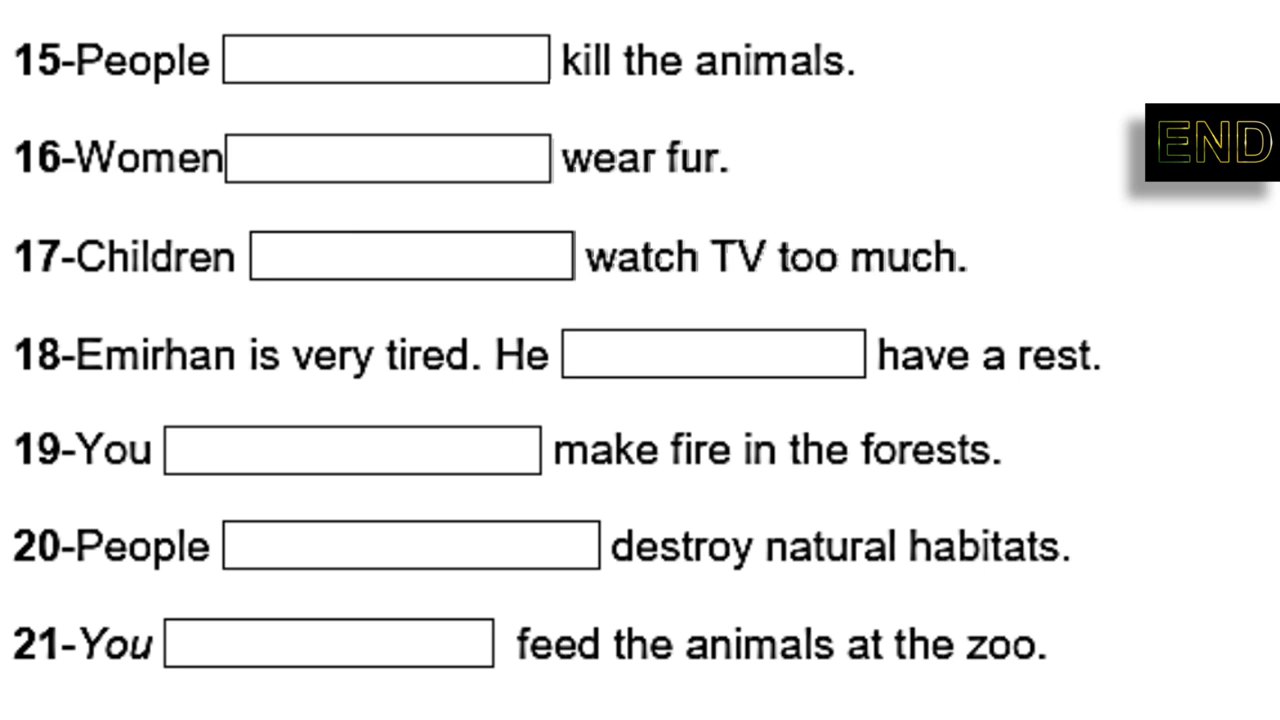 15-People kill the animals.
END
16-Women wear fur.
17-Children watch TV too much.
18-Emirhan is very tired. He have a rest.
19-You make fire in the forests.
20-People destroy natural habitats.
21-You feed the animals at the zoo.